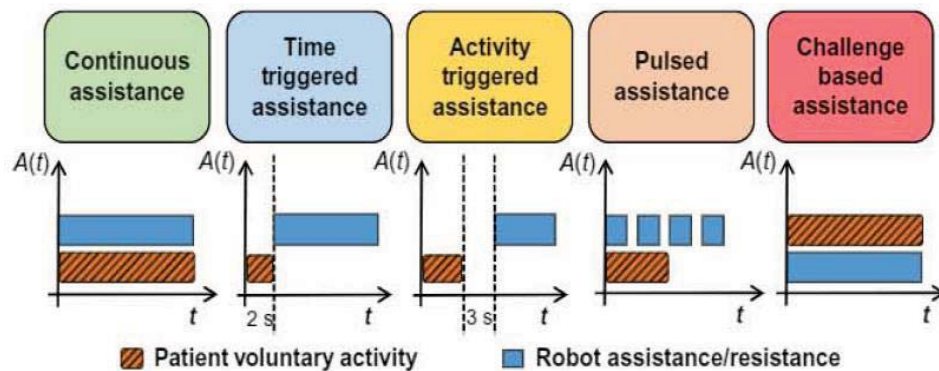 Continuous
assistance
Time
triggered
assistance
Activity
triggered
assistance
Pulsed
assistance
Challenge
based
assistance
A(t)
A(t)
A(t)
A(t)
A(t)
t
2 s
t
3 s
t
t
t
Patient voluntary activity
Robot assistance/resistance